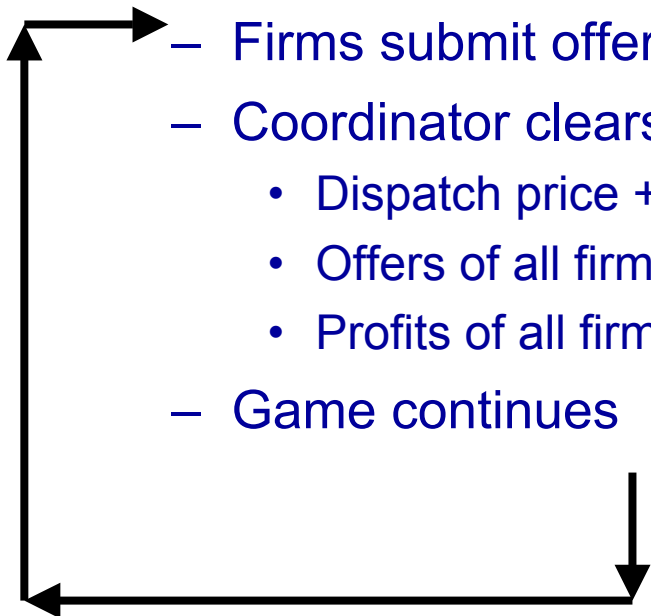 – Firms submit offer
– Coordinator clears
• Dispatch price +
• Offers of all firm
• Profits of all firm
– Game continues